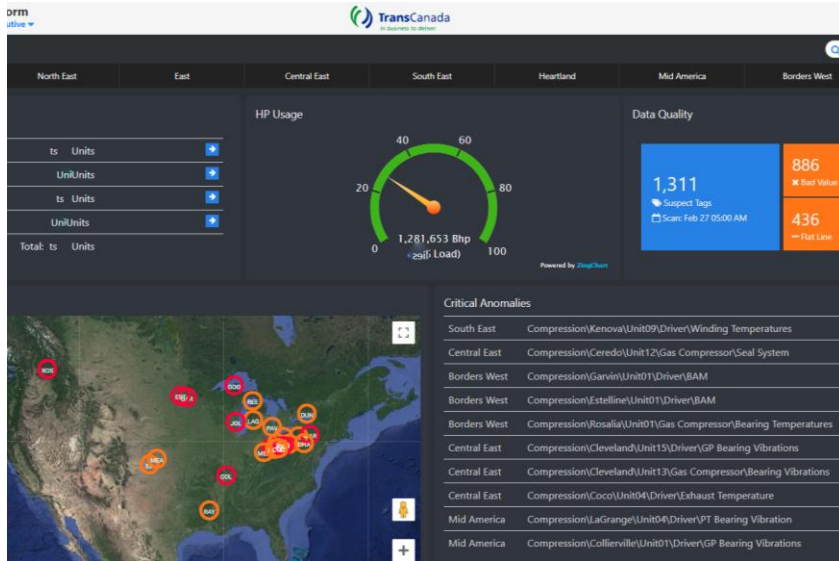 orm
utive
TransCanada
In business to deliver
North East
East
Central East
South East
Heartland
Mid America
Borders West
ts Units
UniUnits
ts Units
UniUnits
Total: ts Units
HP Usage
0
20
40
60
80
100
1,281,653 Bhp
Load)
Powered by ZingChart
Data Quality
1,311
Suspect Tags
Scan: Feb 27 05:00 AM
886
Bad Value
436
Flat Line
ROS
GOO
BEE
JOL
LAG
PAV
DUN
MEA
COL
RAY
Critical Anomalies
South East Compression\Kenova\Unit09\Driver\Winding Temperatures
Central East Compression\Ceredo\Unit12\Gas Compressor\Seal System
Borders West Compression\Garvin\Unit01\Driver\BAM
Borders West Compression\Estelline\Unit01\Driver\BAM
Borders West Compression\Rosalia\Unit01\Gas Compressor\Bearing Temperatures
Central East Compression\Cleveland\Unit15\Driver\GP Bearing Vibrations
Central East Compression\Cleveland\Unit13\Gas Compressor\Bearing Vibrations
Central East Compression\Coco\Unit04\Driver\Exhaust Temperature
Mid America Compression\LaGrange\Unit04\Driver\PT Bearing Vibration
Mid America Compression\Collierville\Unit01\Driver\GP Bearing Vibrations